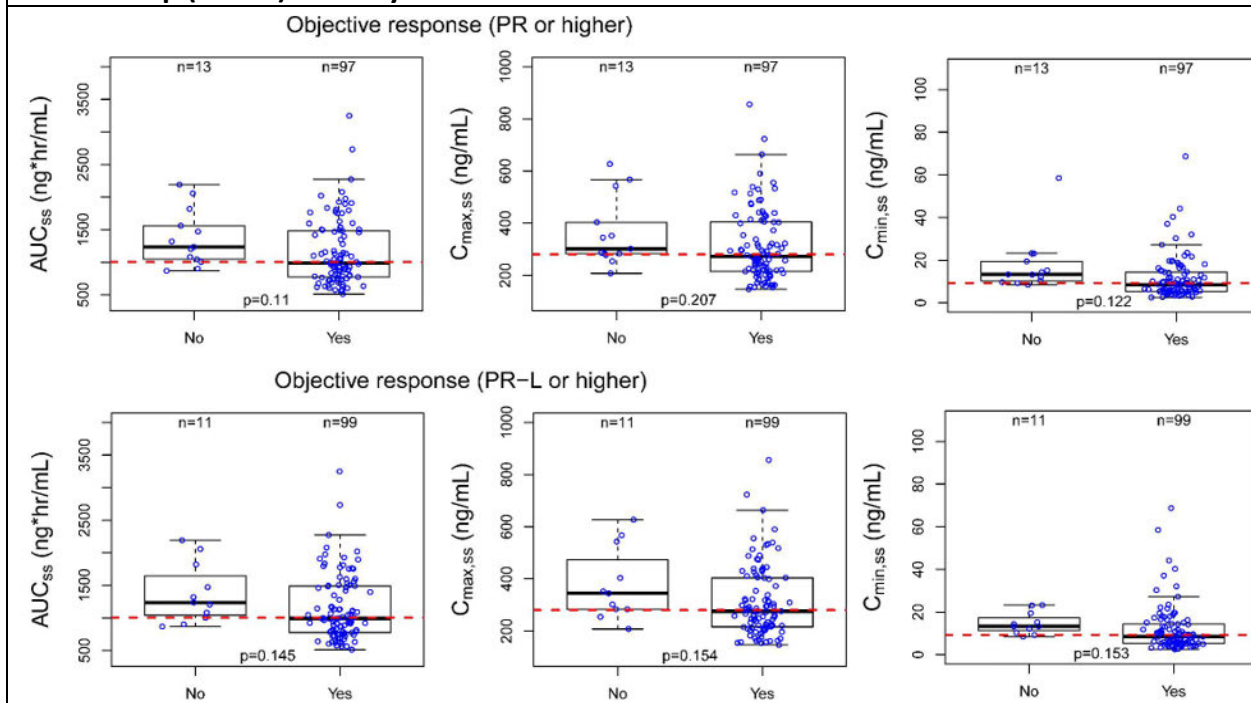 Objective response (PR or higher)
AUCss (ng*hr/mL)
3500
2500
1500
500
n=13 n=97
p=0.11
No Yes
Cmax,ss (ng/mL)
1000
800
600
400
200
n=13 n=97
p=0.207
No Yes
Cmin,ss (ng/mL)
100
80
60
40
20
0
n=13 n=97
p=0.122
No Yes
Objective response (PR−L or higher)
AUCss (ng*hr/mL)
3500
2500
1500
500
n=11 n=99
p=0.145
No Yes
Cmax,ss (ng/mL)
1000
800
600
400
200
n=11 n=99
p=0.154
No Yes
Cmin,ss (ng/mL)
100
80
60
40
20
0
n=11 n=99
p=0.153
No Yes